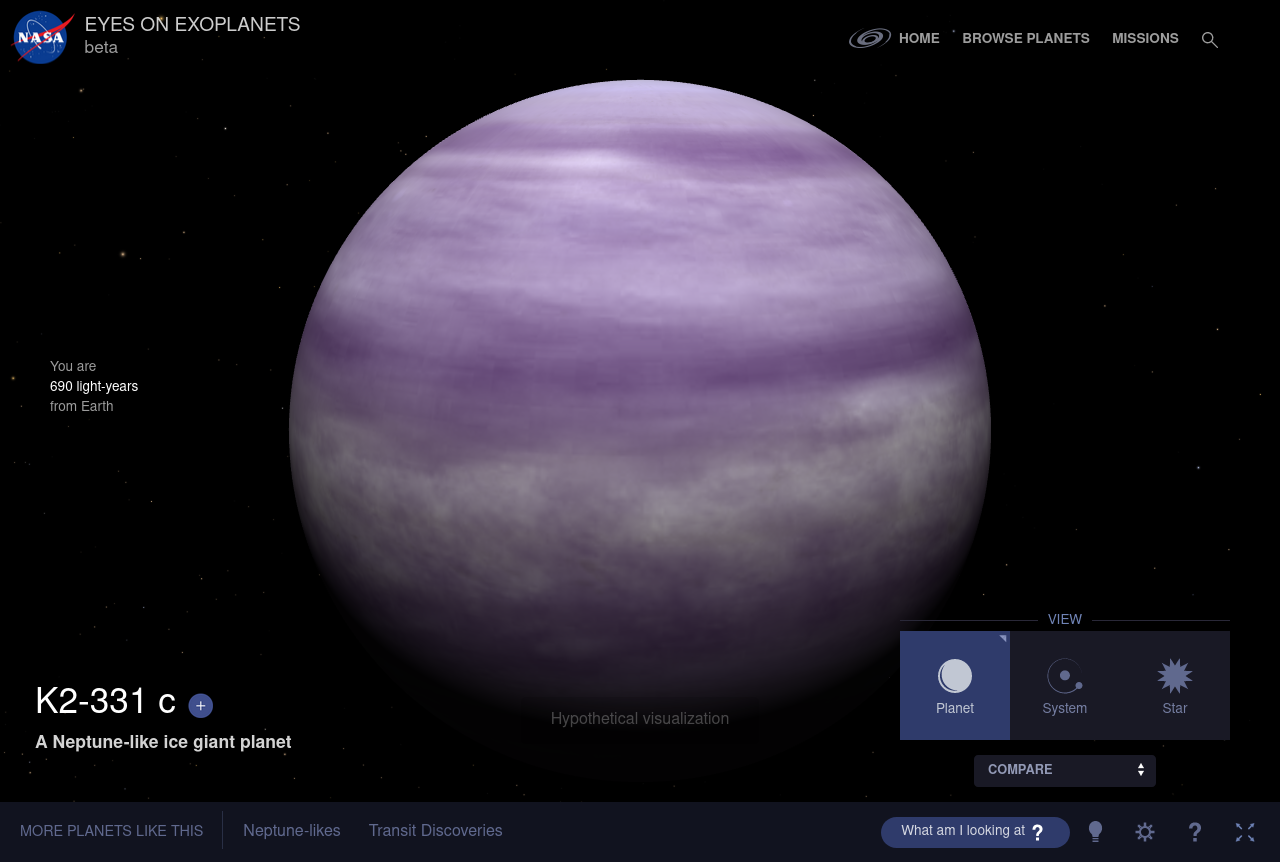 NASA
EYES ON EXOPLANETS
beta
HOME
BROWSE PLANETS
MISSIONS
You are
690 light-years
from Earth
VIEW
Planet
System
Star
K2-331 c +
A Neptune-like ice giant planet
Hypothetical visualization
COMPARE
MORE PLANETS LIKE THIS
Neptune-likes
Transit Discoveries
What am I looking at ?
?